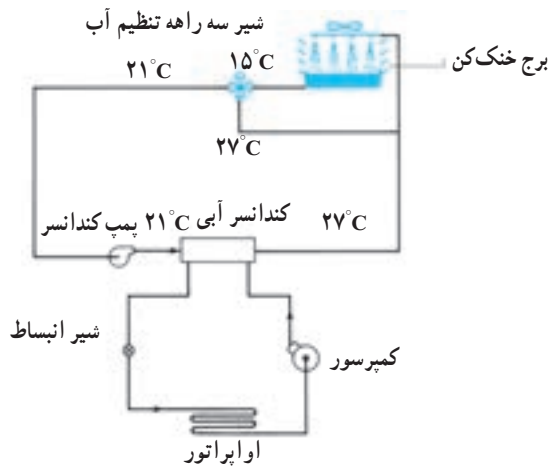 شیر سه راهه تنظیم آب
برج خنک‌کن
۱۵°C
۲۱°C
۲۷°C
کندانسر آبی
۲۷°C
۲۱°C
پمپ کندانسر
شیر انبساط
کمپرسور
اواپراتور